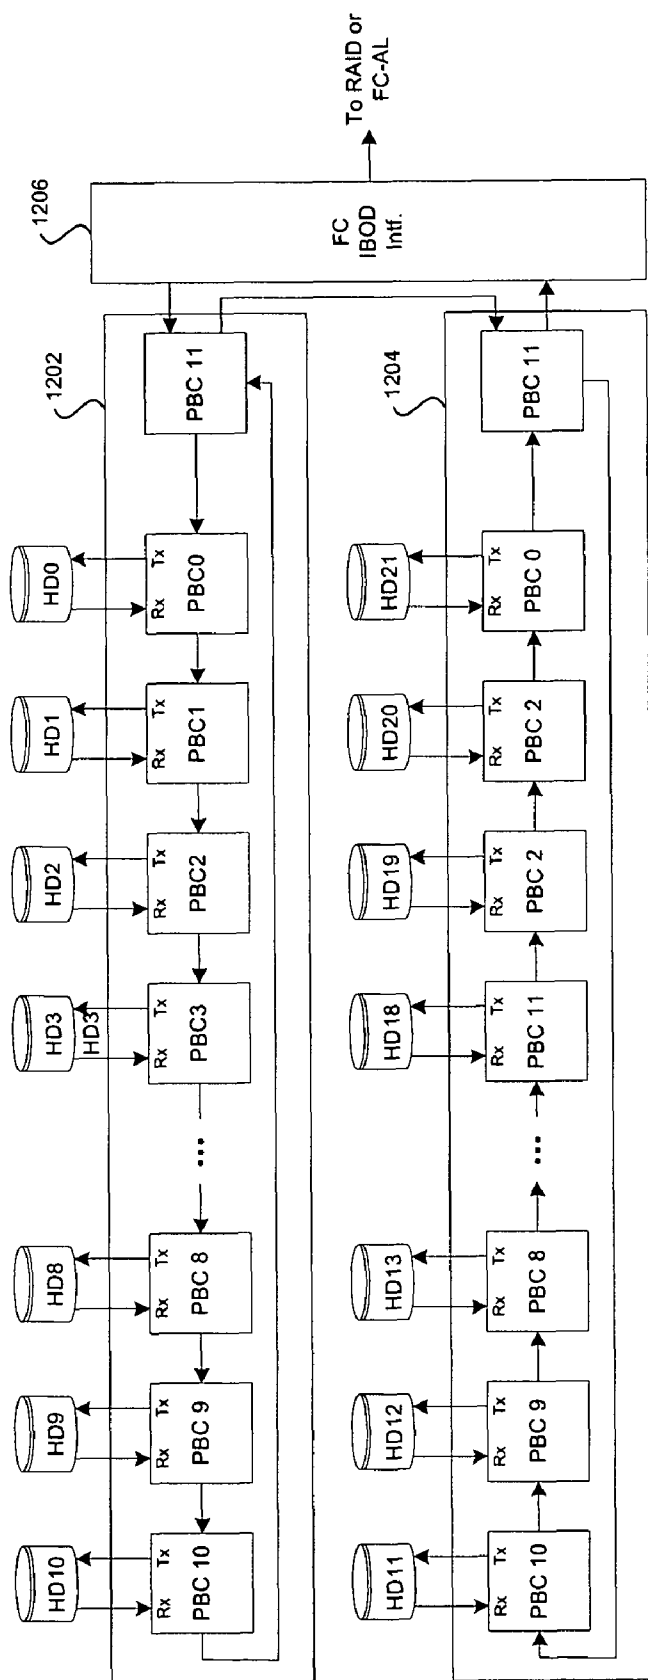 HD10
HD9
HD8
HD3
HD2
HD1
HD0
1202
1206
HD3
Rx Tx
PBC 10
Rx Tx
PBC 9
Rx Tx
PBC 8
...
Rx Tx
PBC3
Rx Tx
PBC2
Rx Tx
PBC1
Rx Tx
PBC0
PBC 11
FC
IBOD
Intf.
To RAID or
FC-AL
HD11
HD12
HD13
HD18
HD19
HD20
HD21
1204
Rx Tx
PBC 10
Rx Tx
PBC 9
Rx Tx
PBC 8
...
Rx Tx
PBC 11
Rx Tx
PBC 2
Rx Tx
PBC 2
Rx Tx
PBC 0
PBC 11